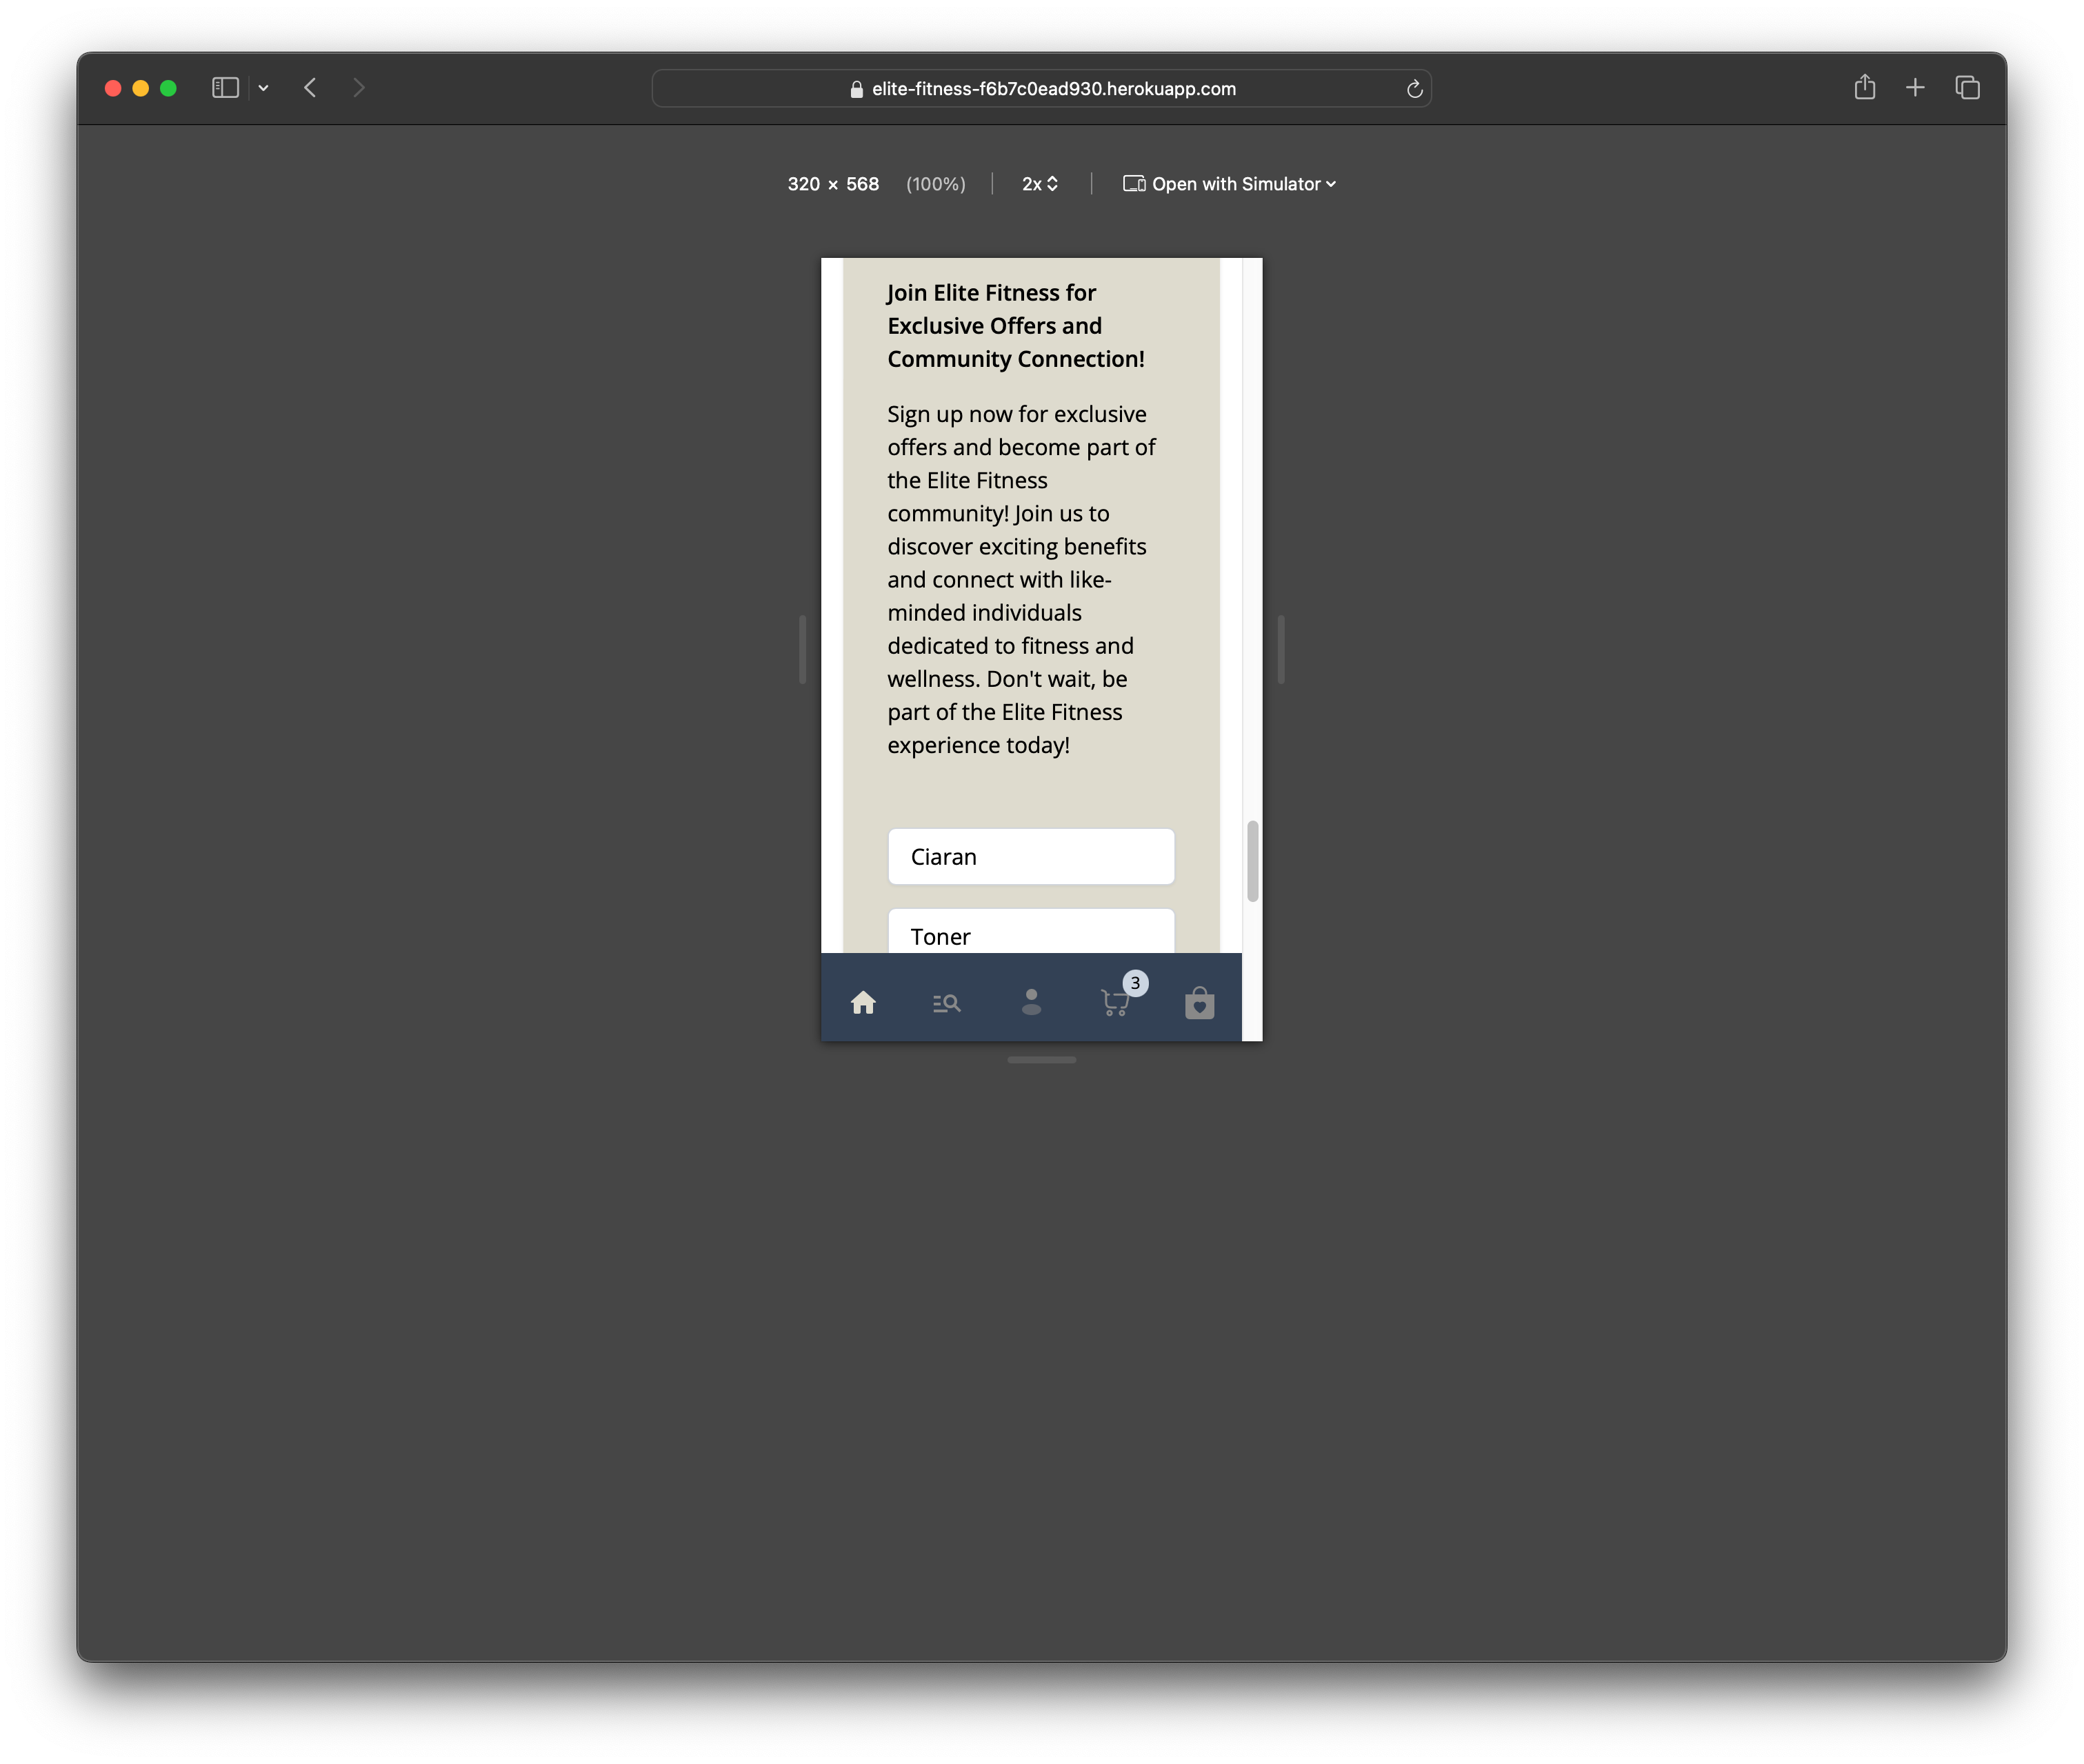 elite-fitness-f6b7c0ead930.herokuapp.com
320 × 568 (100%) 2x Open with Simulator
Join Elite Fitness for
Exclusive Offers and
Community Connection!
Sign up now for exclusive
offers and become part of
the Elite Fitness
community! Join us to
discover exciting benefits
and connect with like-
minded individuals
dedicated to fitness and
wellness. Don't wait, be
part of the Elite Fitness
experience today!
Ciaran
Toner
3